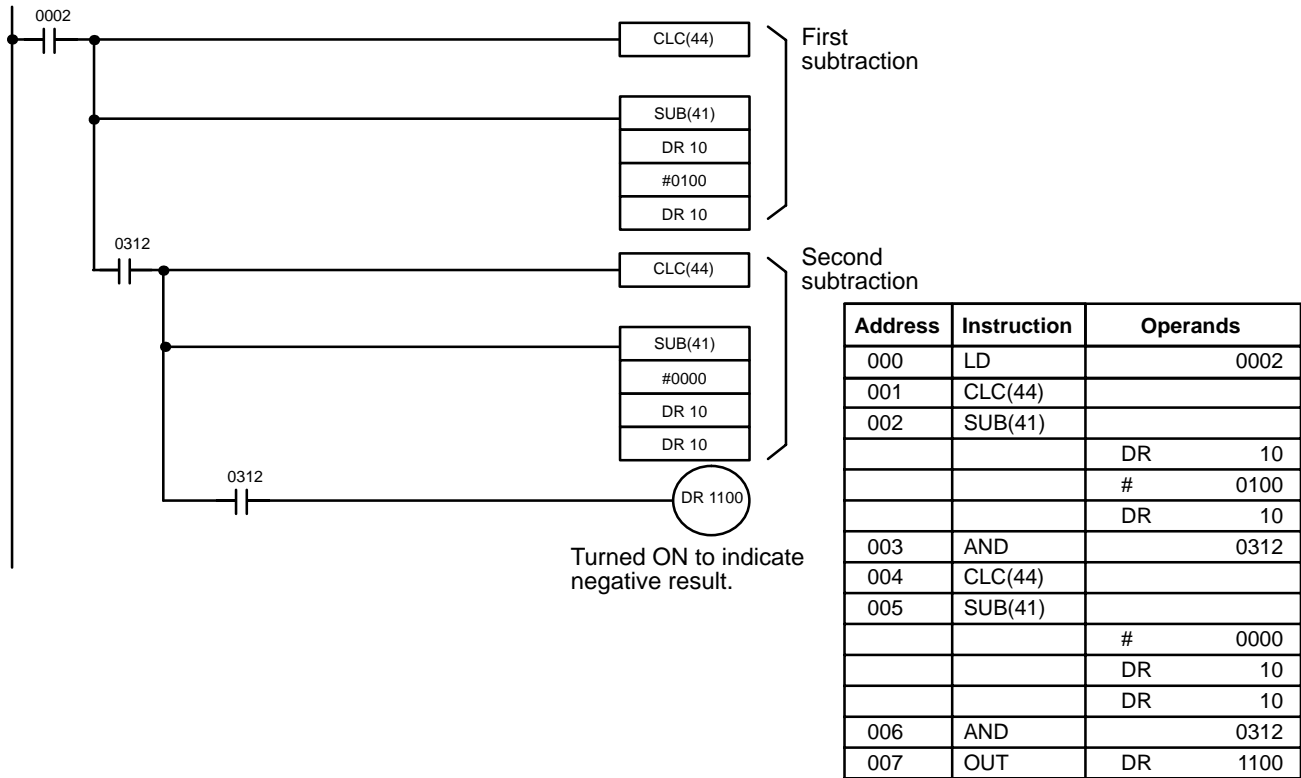 0002
CLC(44)
First
subtraction
SUB(41)
DR 10
#0100
DR 10
0312
CLC(44)
Second
subtraction
SUB(41)
#0000
DR 10
DR 10
0312
DR 1100
Turned ON to indicate
negative result.
Address Instruction Operands
000 LD 0002
001 CLC(44)
002 SUB(41)
DR 10
# 0100
DR 10
003 AND 0312
004 CLC(44)
005 SUB(41)
# 0000
DR 10
DR 10
006 AND 0312
007 OUT DR 1100